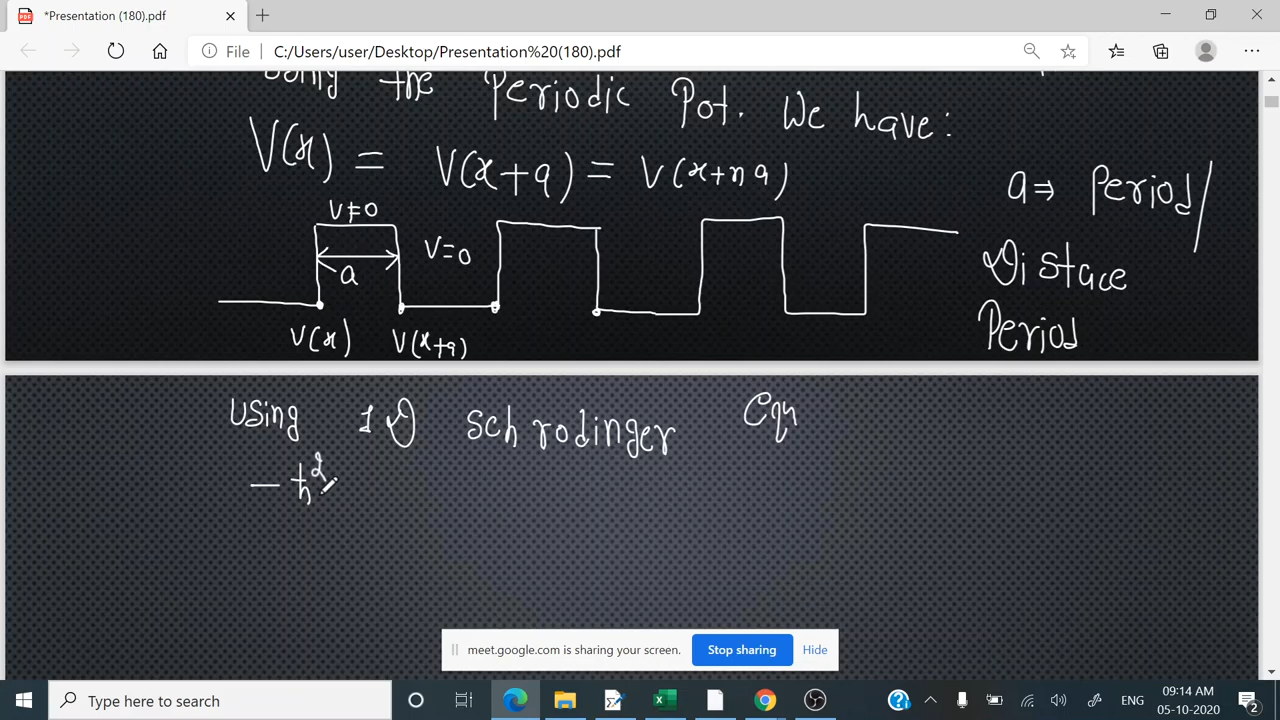 *Presentation (180).pdf
File C:/Users/user/Desktop/Presentation%20(180).pdf
using the Periodic Pot. We have:
V(x) = V(x+a) = V(x+na)
a⇒ Period/
Distace
Period
V≠0
V=0
a
V(x) V(x+a)
Using 1D Schrodinger Eqn
− ħ²
meet.google.com is sharing your screen. Stop sharing Hide
Type here to search
ENG
09:14 AM
05-10-2020
2